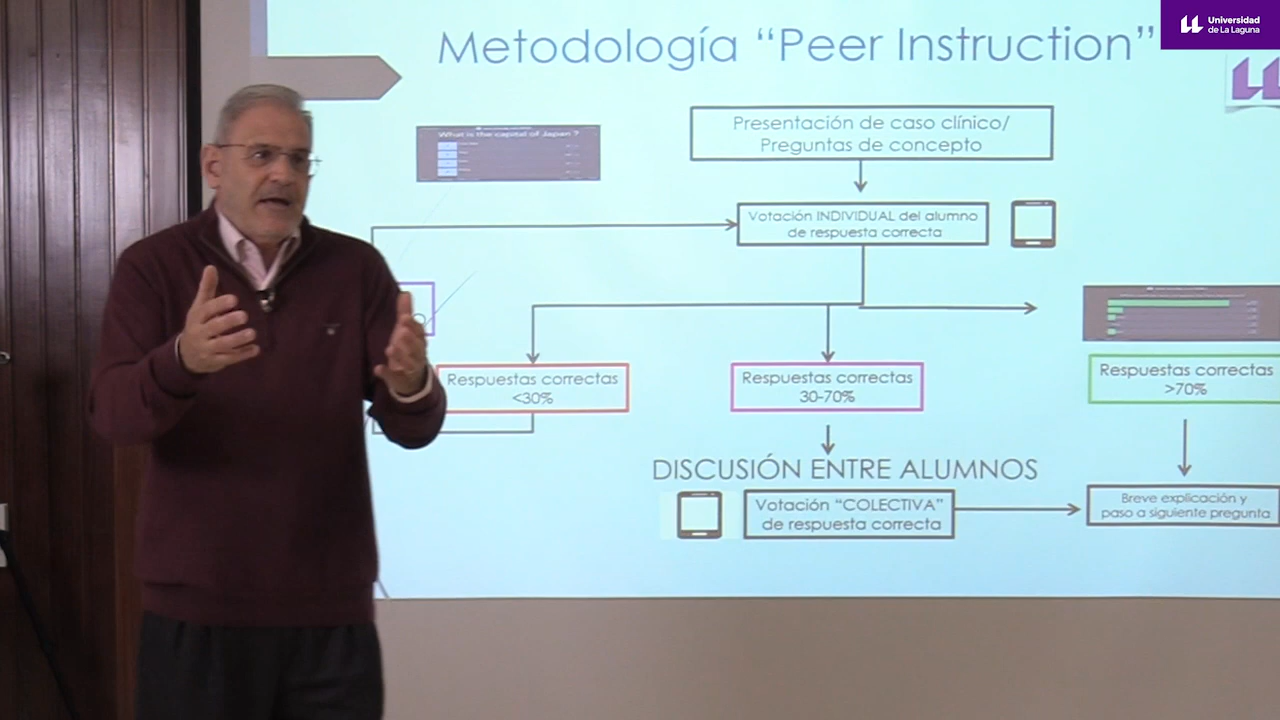 Universidad
de La Laguna
Metodología “Peer Instruction”
What is the capital of Japan ?
Presentación de caso clínico/
Preguntas de concepto
Votación INDIVIDUAL del alumno
de respuesta correcta
Respuestas correctas
<30%
Respuestas correctas
30-70%
Respuestas correctas
>70%
DISCUSIÓN ENTRE ALUMNOS
Votación “COLECTIVA”
de respuesta correcta
Breve explicación y
paso a siguiente pregunta